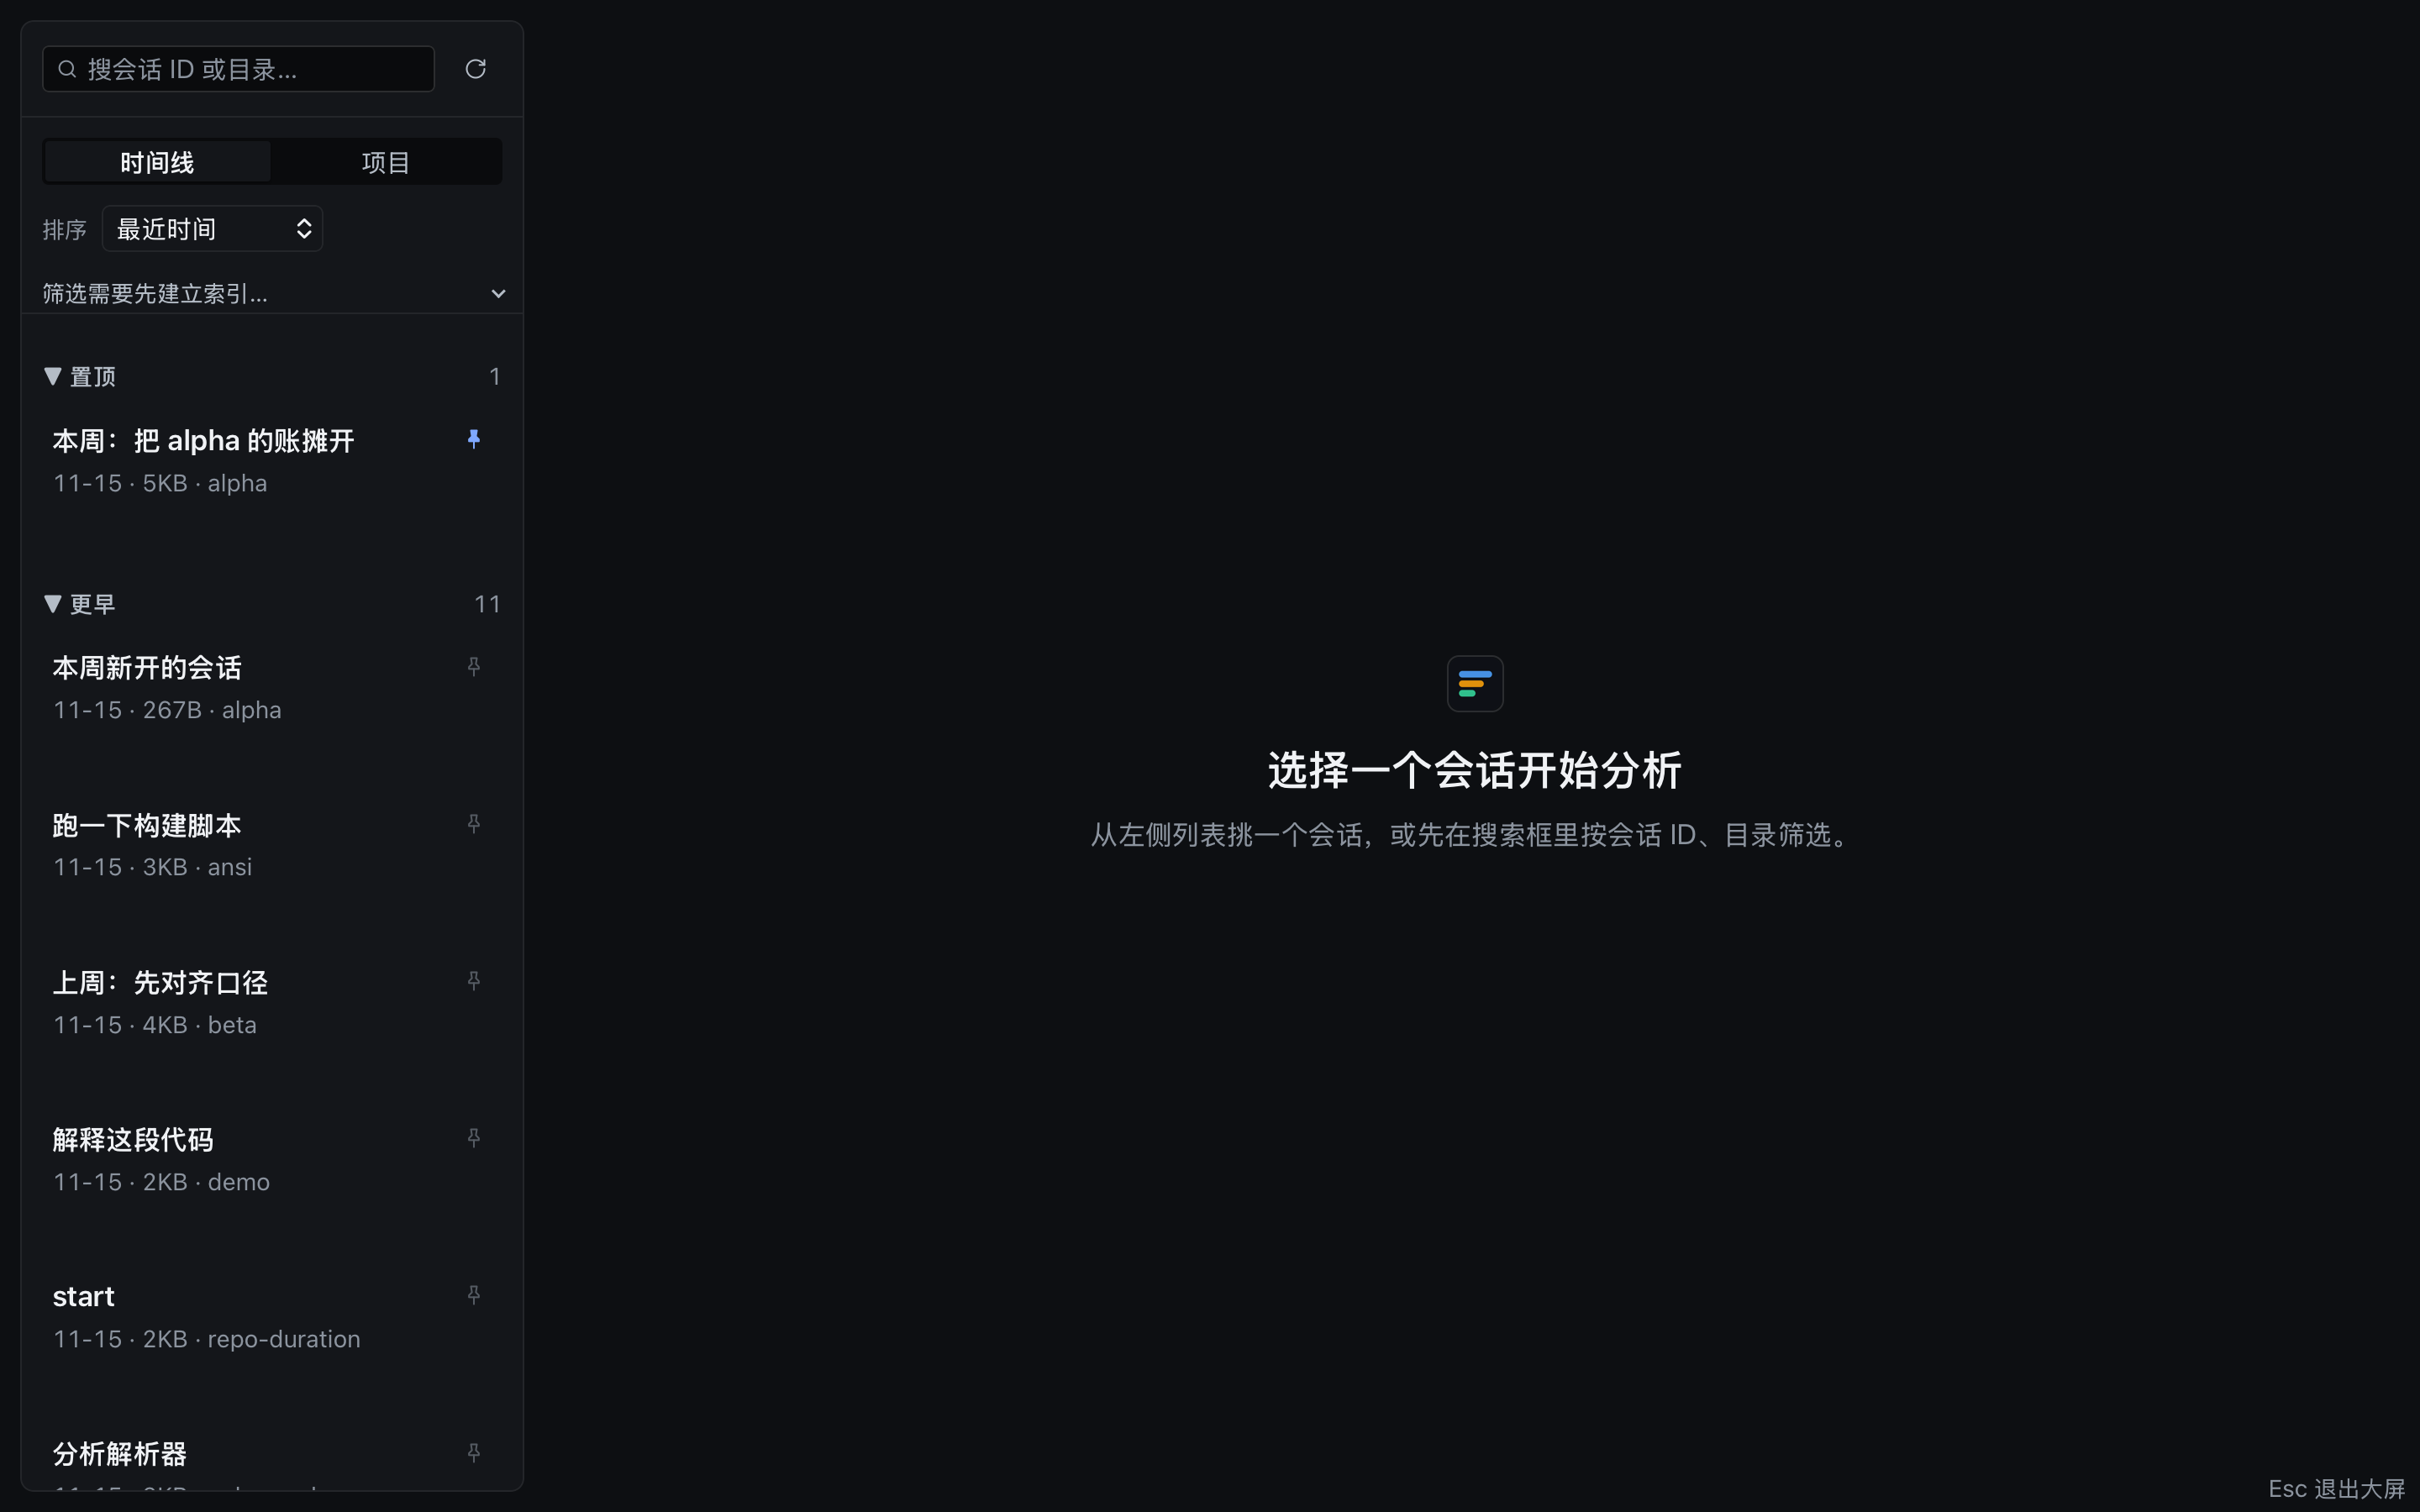 搜会话 ID 或目录...
时间线
项目
排序
最近时间
筛选需要先建立索引...
置顶
1
本周：把 alpha 的账摊开
11-15 · 5KB · alpha
更早
11
本周新开的会话
11-15 · 267B · alpha
跑一下构建脚本
11-15 · 3KB · ansi
上周：先对齐口径
11-15 · 4KB · beta
解释这段代码
11-15 · 2KB · demo
start
11-15 · 2KB · repo-duration
分析解析器
选择一个会话开始分析
从左侧列表挑一个会话，或先在搜索框里按会话 ID、目录筛选。
Esc 退出大屏